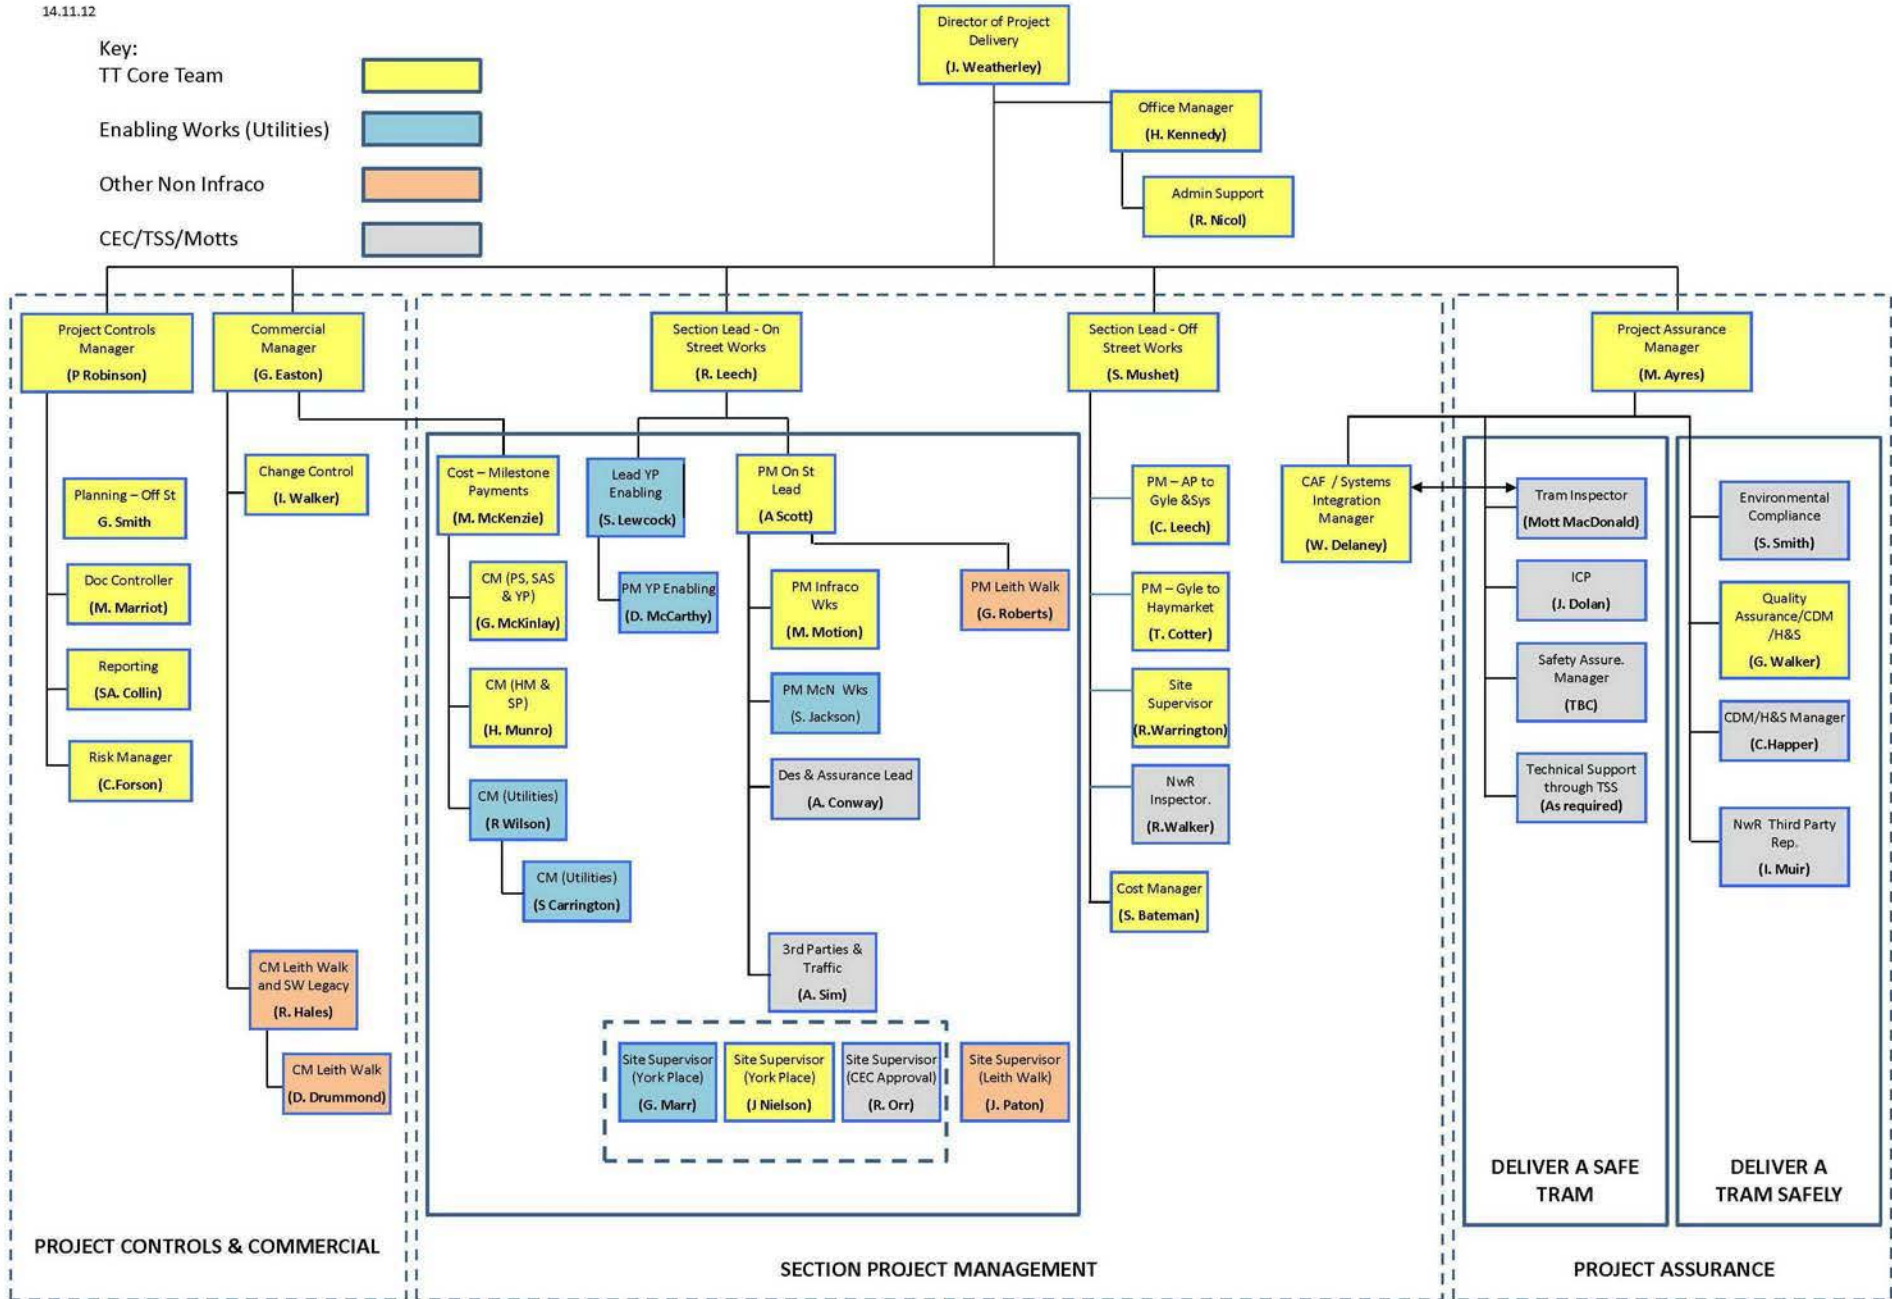 14.11.12
Key:
TT Core Team
Enabling Works (Utilities)
Other Non Infraco
CEC/TSS/Motts
Director of Project
Delivery
(J. Weatherley)
Office Manager
(H. Kennedy)
Admin Support
(R. Nicol)
Project Controls
Manager
(P Robinson)
Commercial
Manager
(G. Easton)
Section Lead - On
Street Works
(R. Leech)
Section Lead - Off
Street Works
(S. Mushet)
Project Assurance
Manager
(M. Ayres)
Planning – Off St
G. Smith
Doc Controller
(M. Marriot)
Reporting
(SA. Collin)
Risk Manager
(C.Forson)
Change Control
(I. Walker)
CM Leith Walk
and SW Legacy
(R. Hales)
CM Leith Walk
(D. Drummond)
PROJECT CONTROLS & COMMERCIAL
Cost – Milestone
Payments
(M. McKenzie)
CM (PS, SAS
& YP)
(G. McKinlay)
CM (HM &
SP)
(H. Munro)
CM (Utilities)
(R Wilson)
CM (Utilities)
(S Carrington)
Lead YP
Enabling
(S. Lewcock)
PM YP Enabling
(D. McCarthy)
PM On St
Lead
(A Scott)
PM Infraco
Wks
(M. Motion)
PM McN  Wks
(S. Jackson)
Des & Assurance Lead
(A. Conway)
3rd Parties &
Traffic
(A. Sim)
PM Leith Walk
(G. Roberts)
Site Supervisor
(York Place)
(G. Marr)
Site Supervisor
(York Place)
(J Nielson)
Site Supervisor
(CEC Approval)
(R. Orr)
Site Supervisor
(Leith Walk)
(J. Paton)
PM – AP to
Gyle &Sys
(C. Leech)
PM – Gyle to
Haymarket
(T. Cotter)
Site
Supervisor
(R.Warrington)
NwR
Inspector.
(R.Walker)
Cost Manager
(S. Bateman)
SECTION PROJECT MANAGEMENT
CAF / Systems
Integration
Manager
(W. Delaney)
Tram Inspector
(Mott MacDonald)
ICP
(J. Dolan)
Safety Assure.
Manager
(TBC)
Technical Support
through TSS
(As required)
DELIVER A SAFE
TRAM
Environmental
Compliance
(S. Smith)
Quality
Assurance/CDM
/H&S
(G. Walker)
CDM/H&S Manager
(C.Happer)
NwR  Third Party
Rep.
(I. Muir)
DELIVER A
TRAM SAFELY
PROJECT ASSURANCE